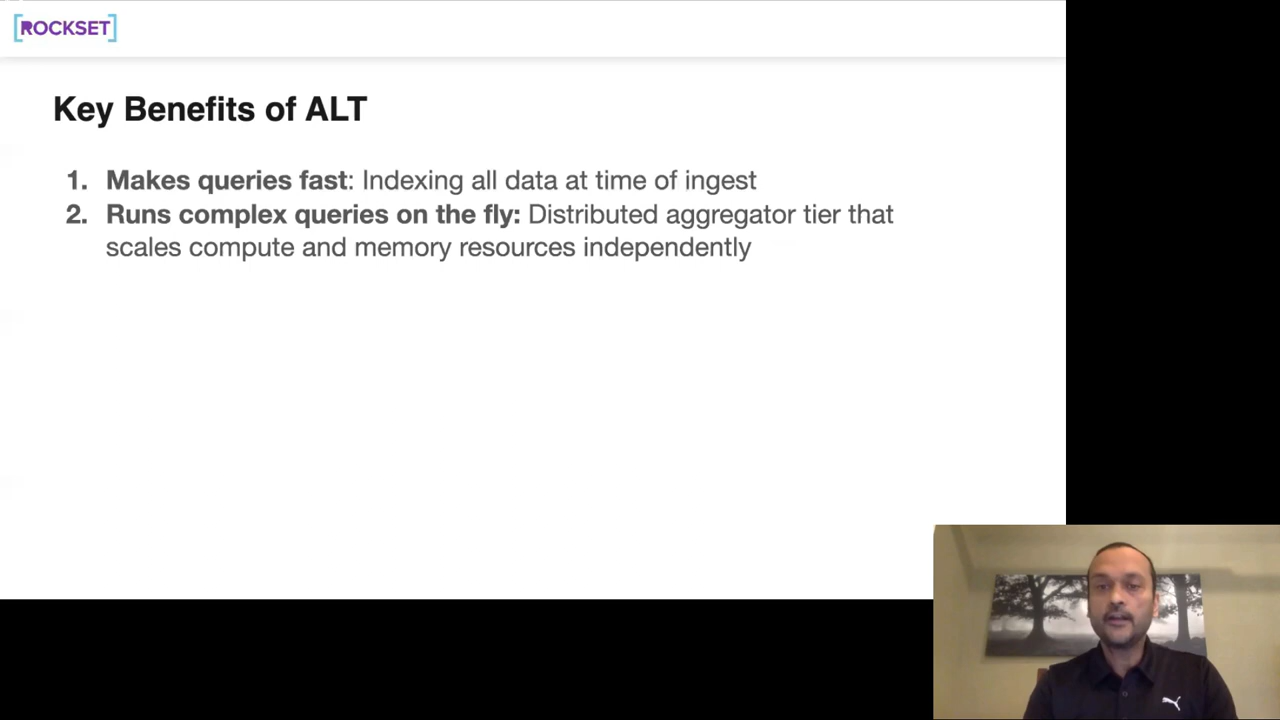 [ROCKSET]
Key Benefits of ALT
1. Makes queries fast: Indexing all data at time of ingest
2. Runs complex queries on the fly: Distributed aggregator tier that
scales compute and memory resources independently